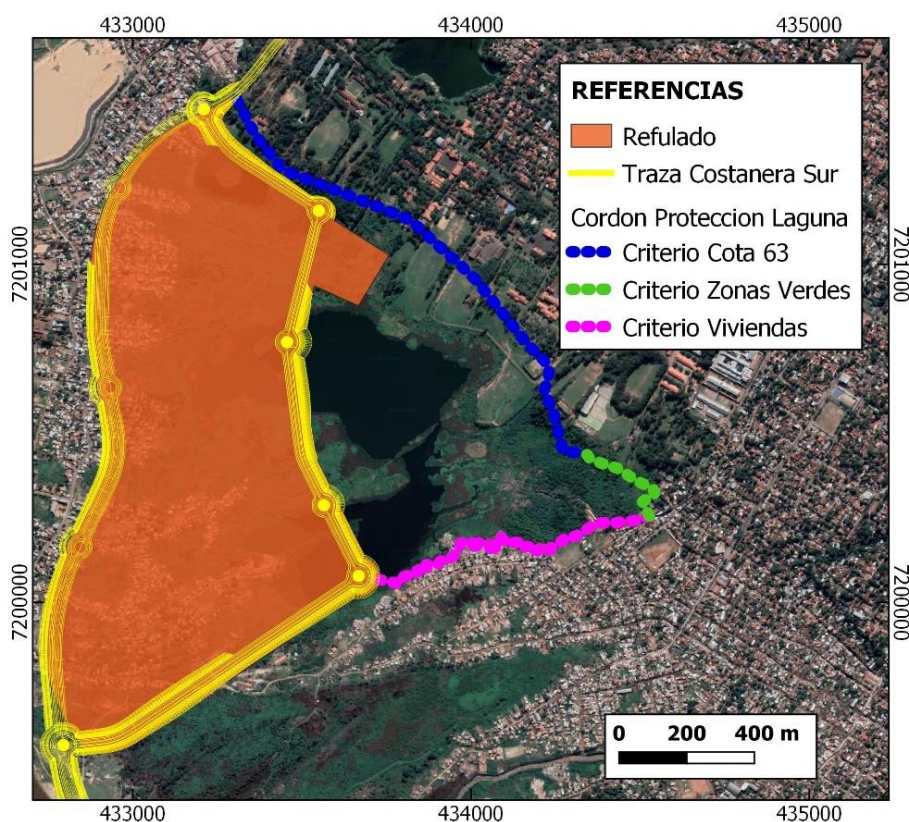 433000 434000 435000
REFERENCIAS
Refulado
Traza Costanera Sur
Cordon Proteccion Laguna
Criterio Cota 63
Criterio Zonas Verdes
Criterio Viviendas
7201000 7201000
7200000 7200000
0 200 400 m
433000 434000 435000